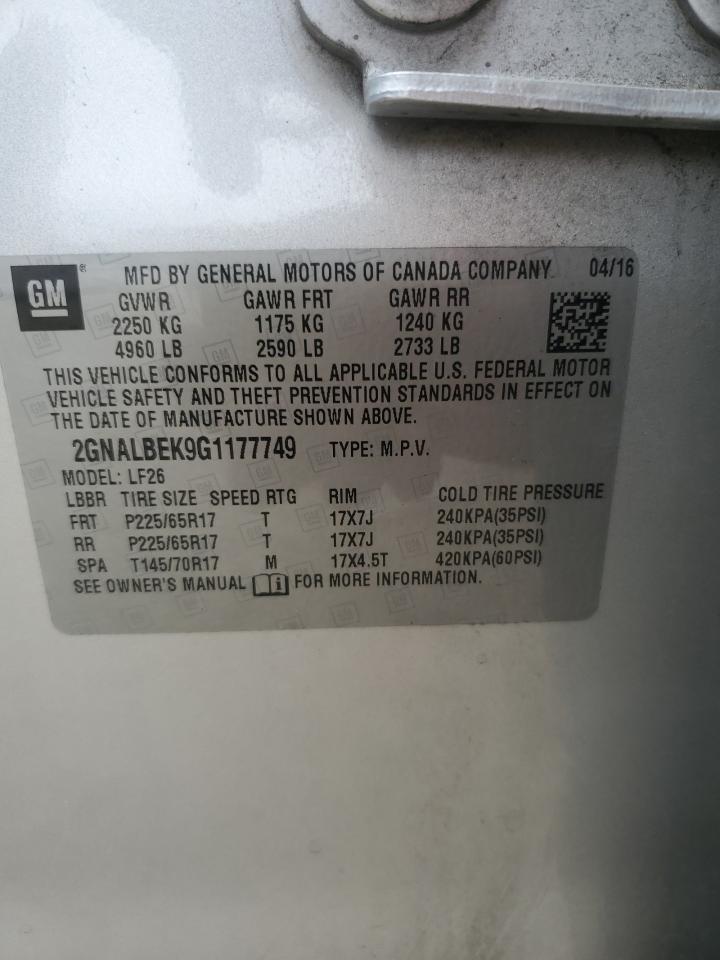 GM ® MFD BY GENERAL MOTORS OF CANADA COMPANY 04/16
GVWR GAWR FRT GAWR RR
2250 KG 1175 KG 1240 KG
4960 LB 2590 LB 2733 LB
THIS VEHICLE CONFORMS TO ALL APPLICABLE U.S. FEDERAL MOTOR
VEHICLE SAFETY AND THEFT PREVENTION STANDARDS IN EFFECT ON
THE DATE OF MANUFACTURE SHOWN ABOVE.
2GNALBEK9G1177749 TYPE: M.P.V.
MODEL: LF26
LBBR TIRE SIZE SPEED RTG RIM COLD TIRE PRESSURE
FRT P225/65R17 T 17X7J 240KPA(35PSI)
RR P225/65R17 T 17X7J 240KPA(35PSI)
SPA T145/70R17 M 17X4.5T 420KPA(60PSI)
SEE OWNER'S MANUAL FOR MORE INFORMATION.